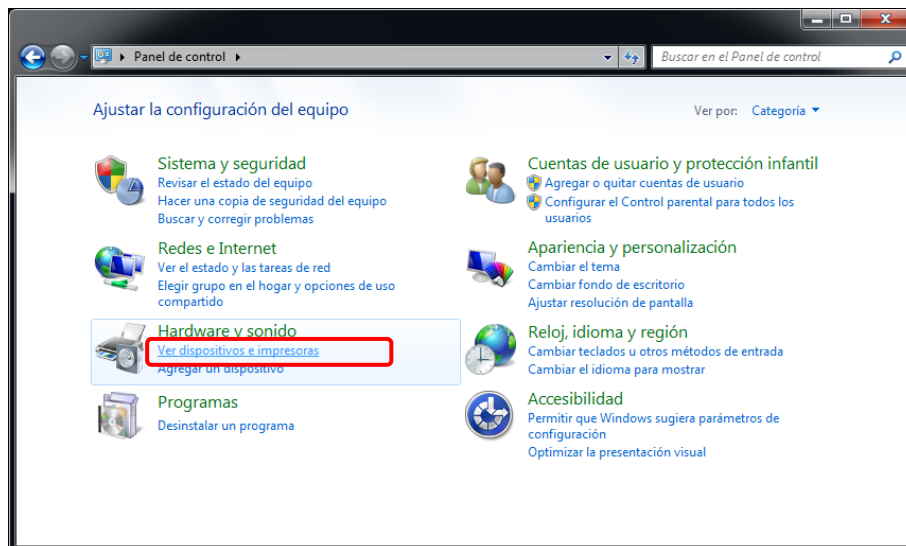 Panel de control
Buscar en el Panel de control
Ajustar la configuración del equipo
Ver por: Categoría
Sistema y seguridad
Revisar el estado del equipo
Hacer una copia de seguridad del equipo
Buscar y corregir problemas
Redes e Internet
Ver el estado y las tareas de red
Elegir grupo en el hogar y opciones de uso
compartido
Hardware y sonido
Ver dispositivos e impresoras
Agregar un dispositivo
Programas
Desinstalar un programa
Cuentas de usuario y protección infantil
Agregar o quitar cuentas de usuario
Configurar el Control parental para todos los
usuarios
Apariencia y personalización
Cambiar el tema
Cambiar fondo de escritorio
Ajustar resolución de pantalla
Reloj, idioma y región
Cambiar teclados u otros métodos de entrada
Cambiar el idioma para mostrar
Accesibilidad
Permitir que Windows sugiera parámetros de
configuración
Optimizar la presentación visual